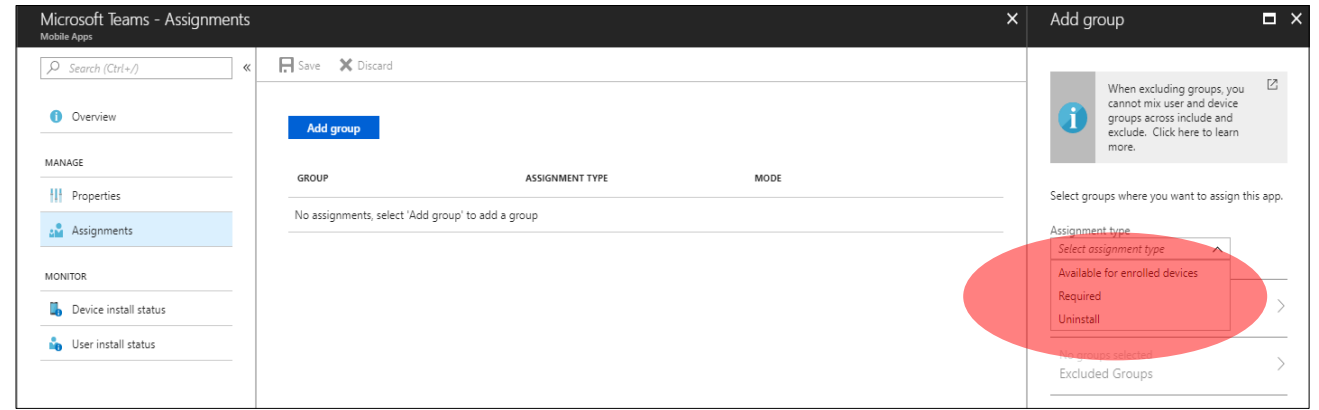 Microsoft Teams - Assignments
Mobile Apps
Search (Ctrl+/)
Overview
MANAGE
Properties
Assignments
MONITOR
Device install status
User install status
Save
Discard
Add group
GROUP
ASSIGNMENT TYPE
MODE
No assignments, select 'Add group' to add a group
Add group
When excluding groups, you
cannot mix user and device
groups across include and
exclude. Click here to learn
more.
Select groups where you want to assign this app.
Assignment type
Select assignment type
Available for enrolled devices
Required
Uninstall
No groups selected
Excluded Groups